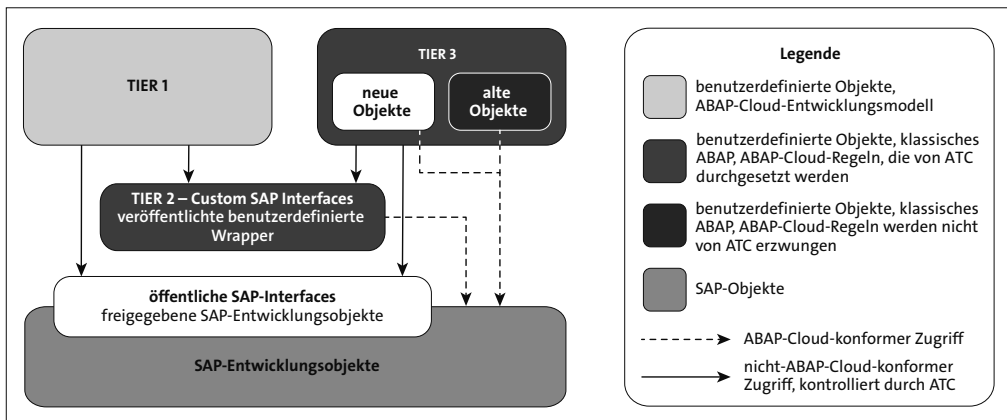 TIER 1
TIER 3
neue
Objekte
alte
Objekte
TIER 2 – Custom SAP Interfaces
veröffentlichte benutzerdefinierte
Wrapper
öffentliche SAP-Interfaces
freigegebene SAP-Entwicklungsobjekte
SAP-Entwicklungsobjekte
Legende
benutzerdefinierte Objekte,
ABAP-Cloud-Entwicklungsmodell
benutzerdefinierte Objekte, klassisches
ABAP, ABAP-Cloud-Regeln, die von ATC
durchgesetzt werden
benutzerdefinierte Objekte, klassisches
ABAP, ABAP-Cloud-Regeln werden nicht
von ATC erzwungen
SAP-Objekte
ABAP-Cloud-konformer Zugriff
nicht-ABAP-Cloud-konformer
Zugriff, kontrolliert durch ATC